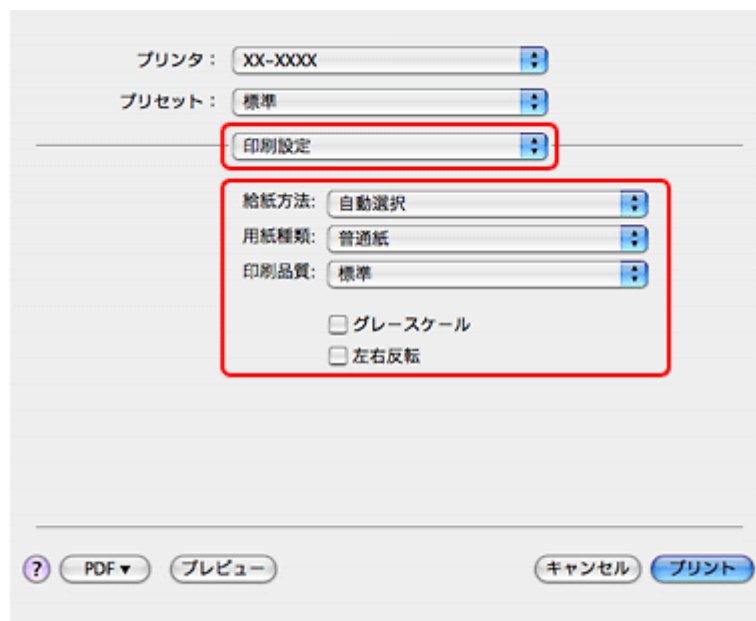 プリンタ： XX-XXXX
プリセット： 標準
印刷設定
給紙方法: 自動選択
用紙種類: 普通紙
印刷品質: 標準
グレースケール
左右反転
? PDF▼ プレビュー キャンセル プリント